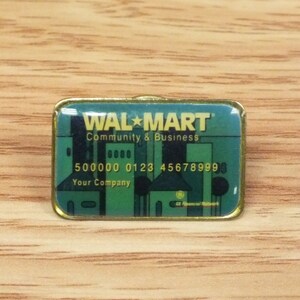 WAL★MART
Community & Business
500000 0123 45678999
Your Company